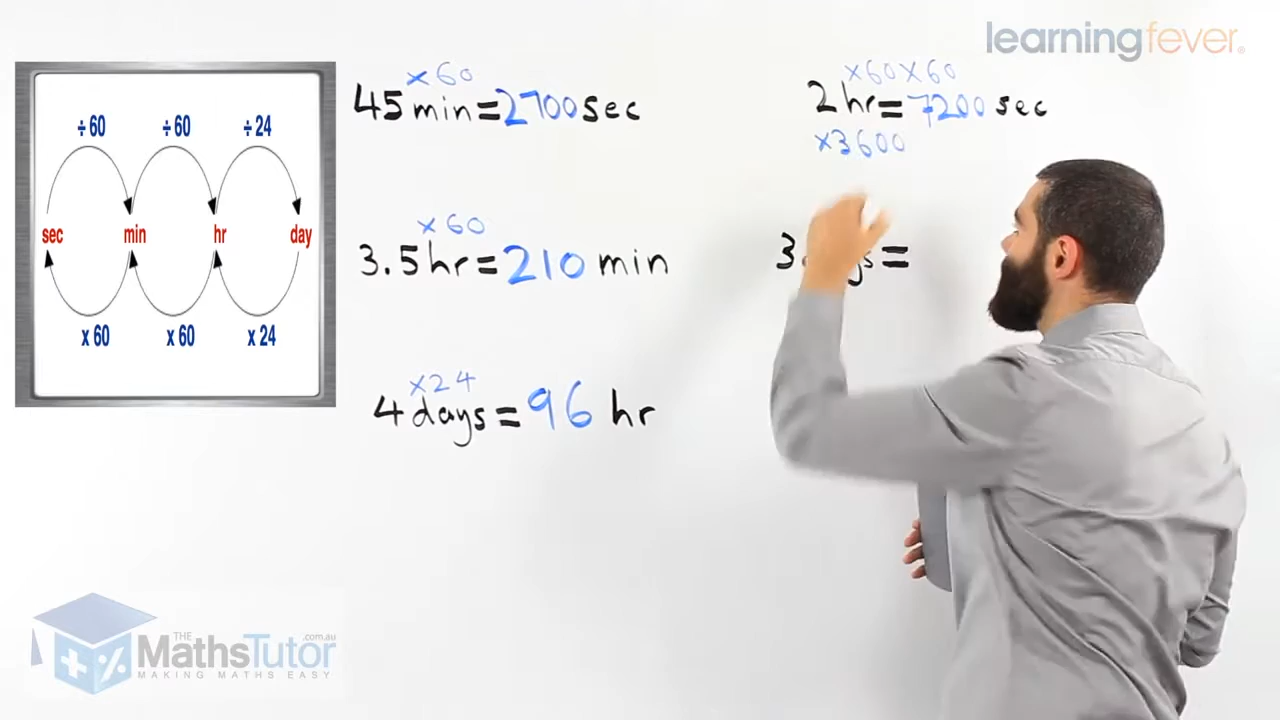 learningfever.
÷ 60 ÷ 60 ÷ 24
sec min hr day
x 60 x 60 x 24
×60
45 min = 2700 sec
×60
3.5 hr = 210 min
×24
4 days = 96 hr
×60×60
2 hr = 7200 sec
×3600
3. =
THE MathsTutor .com.au
MAKING MATHS EASY